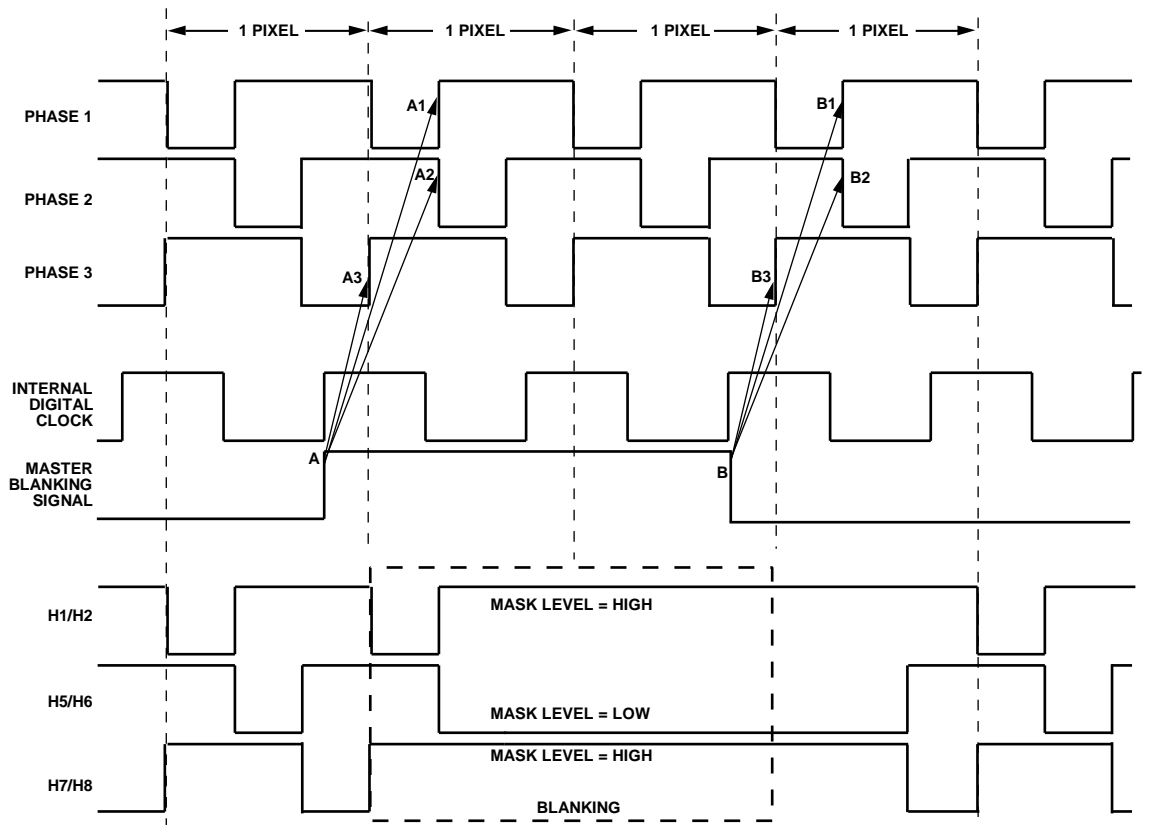 1 PIXEL 1 PIXEL 1 PIXEL 1 PIXEL
PHASE 1
A1
B1
PHASE 2
A2
B2
PHASE 3
A3
B3
INTERNAL
DIGITAL
CLOCK
MASTER
BLANKING
SIGNAL
A
B
H1/H2
MASK LEVEL = HIGH
H5/H6
MASK LEVEL = LOW
MASK LEVEL = HIGH
H7/H8
BLANKING